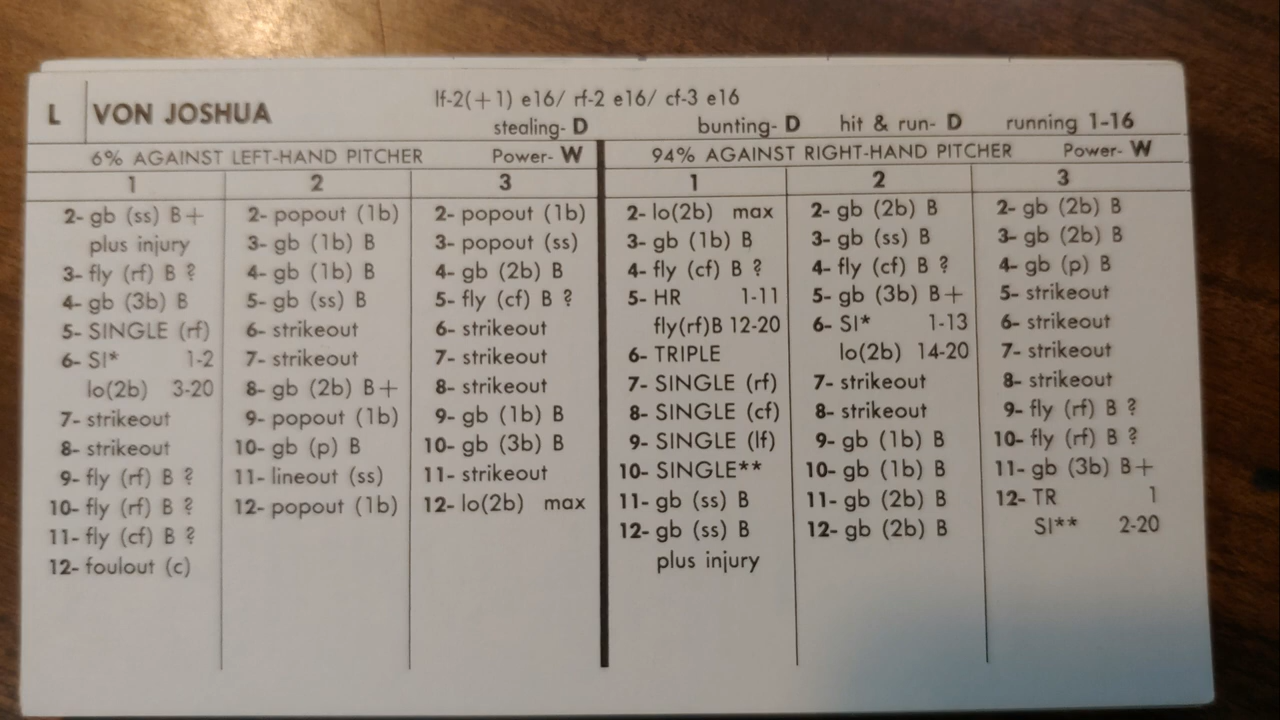 L VON JOSHUA lf-2(+1) e16/ rf-2 e16/ cf-3 e16
stealing- D bunting- D hit & run- D running 1-16
6% AGAINST LEFT-HAND PITCHER Power- W
1 2 3
2- gb (ss) B+
plus injury
3- fly (rf) B ?
4- gb (3b) B
5- SINGLE (rf)
6- SI* 1-2
lo(2b) 3-20
7- strikeout
8- strikeout
9- fly (rf) B ?
10- fly (rf) B ?
11- fly (cf) B ?
12- foulout (c)
2- popout (1b)
3- gb (1b) B
4- gb (1b) B
5- gb (ss) B
6- strikeout
7- strikeout
8- gb (2b) B+
9- popout (1b)
10- gb (p) B
11- lineout (ss)
12- popout (1b)
2- popout (1b)
3- popout (ss)
4- gb (2b) B
5- fly (cf) B ?
6- strikeout
7- strikeout
8- strikeout
9- gb (1b) B
10- gb (3b) B
11- strikeout
12- lo(2b) max
94% AGAINST RIGHT-HAND PITCHER Power- W
1 2 3
2- lo(2b) max
3- gb (1b) B
4- fly (cf) B ?
5- HR 1-11
fly(rf)B 12-20
6- TRIPLE
7- SINGLE (rf)
8- SINGLE (cf)
9- SINGLE (lf)
10- SINGLE**
11- gb (ss) B
12- gb (ss) B
plus injury
2- gb (2b) B
3- gb (ss) B
4- fly (cf) B ?
5- gb (3b) B+
6- SI* 1-13
lo(2b) 14-20
7- strikeout
8- strikeout
9- gb (1b) B
10- gb (1b) B
11- gb (2b) B
12- gb (2b) B
2- gb (2b) B
3- gb (2b) B
4- gb (p) B
5- strikeout
6- strikeout
7- strikeout
8- strikeout
9- fly (rf) B ?
10- fly (rf) B ?
11- gb (3b) B+
12- TR 1
SI** 2-20